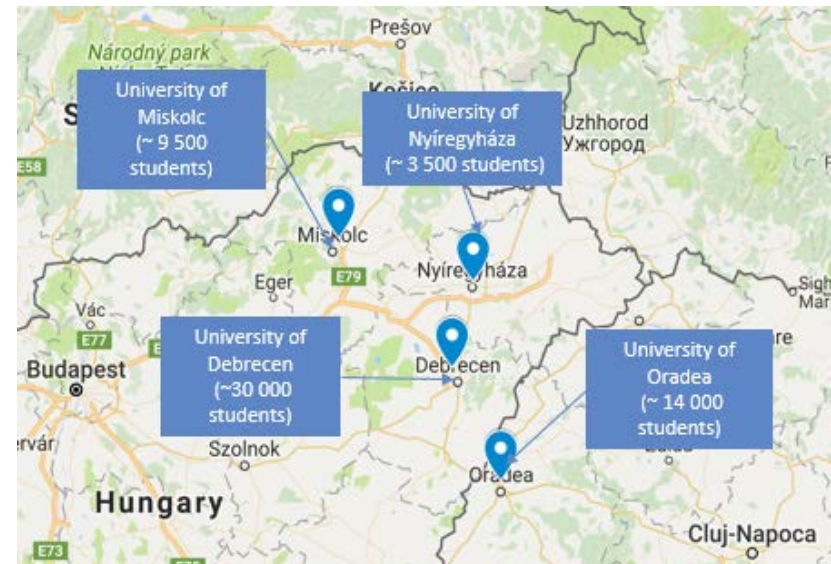 Prešov
Národný park
Košice
University of
Miskolc
(~ 9 500
students)
University of
Nyíregyháza
(~ 3 500 students)
Uzhhorod
Ужгород
E58
Miskolc
E79
Nyíregyháza
Eger
Vác
E77
Budapest
University of
Debrecen
(~30 000
students)
Debrecen
University of
Oradea
(~ 14 000
students)
Szolnok
Oradea
Hungary
Cluj-Napoca
E73